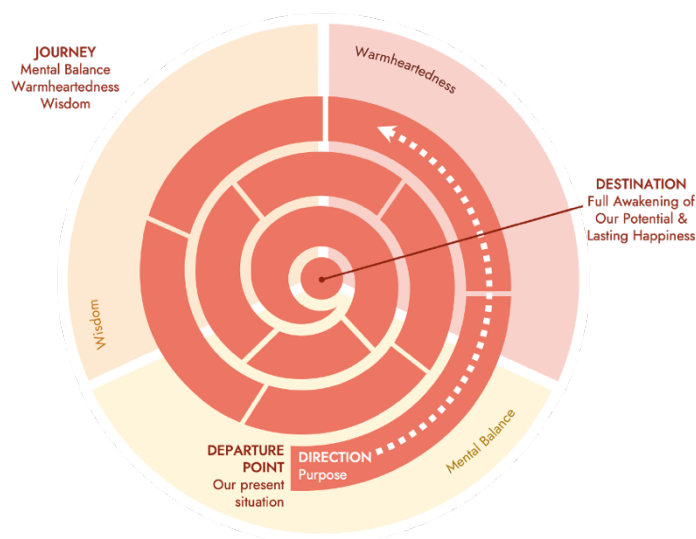 JOURNEY
Mental Balance
Warmheartedness
Wisdom
Warmheartedness
DESTINATION
Full Awakening of
Our Potential &
Lasting Happiness
Wisdom
Mental Balance
DEPARTURE
POINT
Our present
situation
DIRECTION
Purpose